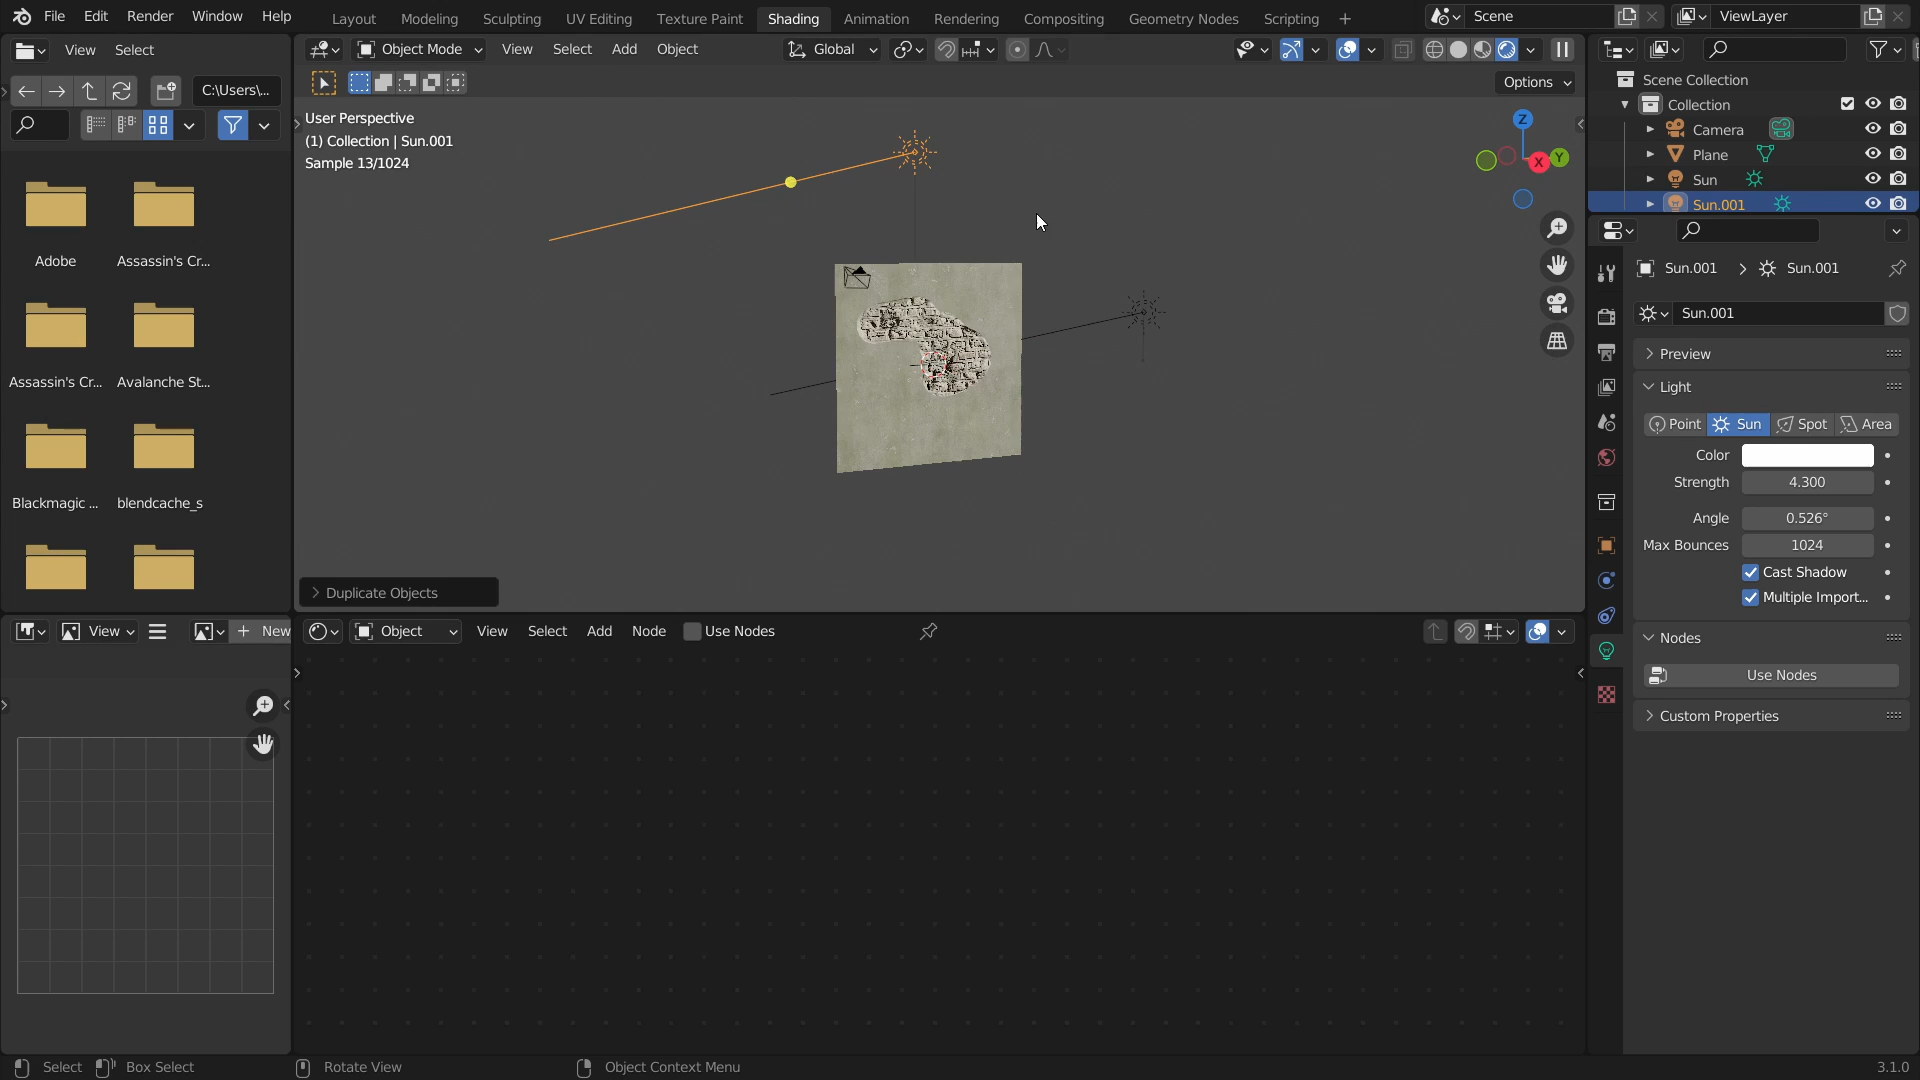 File Edit Render Window Help Layout Modeling Sculpting UV Editing Texture Paint Shading Animation Rendering Compositing Geometry Nodes Scripting + Scene ViewLayer
View Select
Object Mode View Select Add Object Global
C:\Users\...
Options
User Perspective
(1) Collection | Sun.001
Sample 13/1024
Z
X
Y
Adobe Assassin's Cr...
Assassin's Cr... Avalanche St...
Blackmagic ... blendcache_s
Duplicate Objects
Scene Collection
Collection
Camera
Plane
Sun
Sun.001
Sun.001 > Sun.001
Sun.001
Preview
Light
Point Sun Spot Area
Color
Strength 4.300
Angle 0.526°
Max Bounces 1024
Cast Shadow
Multiple Import...
Nodes
Use Nodes
Custom Properties
View + New
Object View Select Add Node Use Nodes
Select Box Select Rotate View Object Context Menu 3.1.0